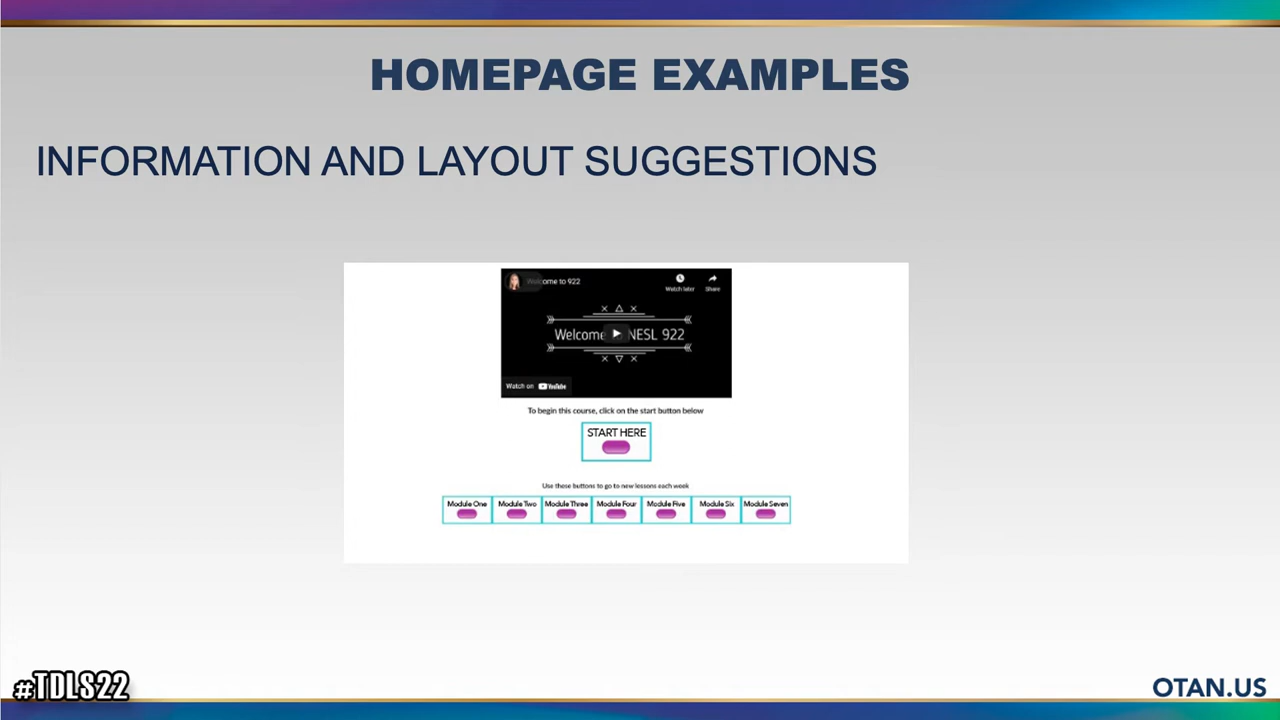 HOMEPAGE EXAMPLES
INFORMATION AND LAYOUT SUGGESTIONS
Welcome to 922
Watch later
Share
Welcome NESL 922
Watch on YouTube
To begin this course, click on the start button below
START HERE
Use these buttons to go to new lessons each week
Module One Module Two Module Three Module Four Module Five Module Six Module Seven
#TDLS22
OTAN.US